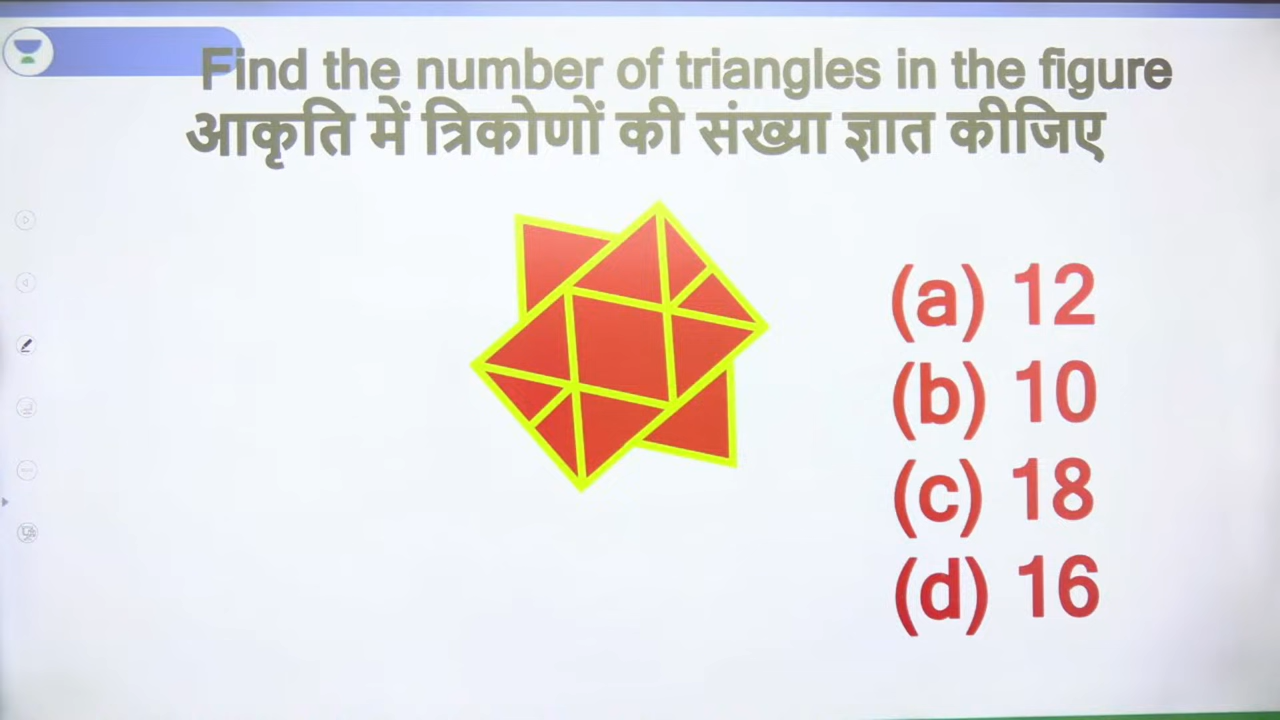 Find the number of triangles in the figure
आकृति में त्रिकोणों की संख्या ज्ञात कीजिए
(a) 12
(b) 10
(c) 18
(d) 16